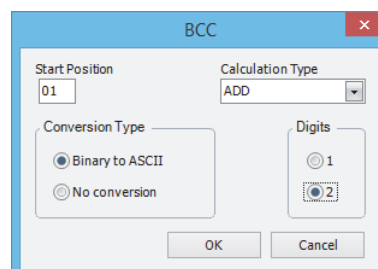 BCC
Start Position
Calculation Type
01
ADD
Conversion Type
Digits
Binary to ASCII
1
No conversion
2
OK
Cancel